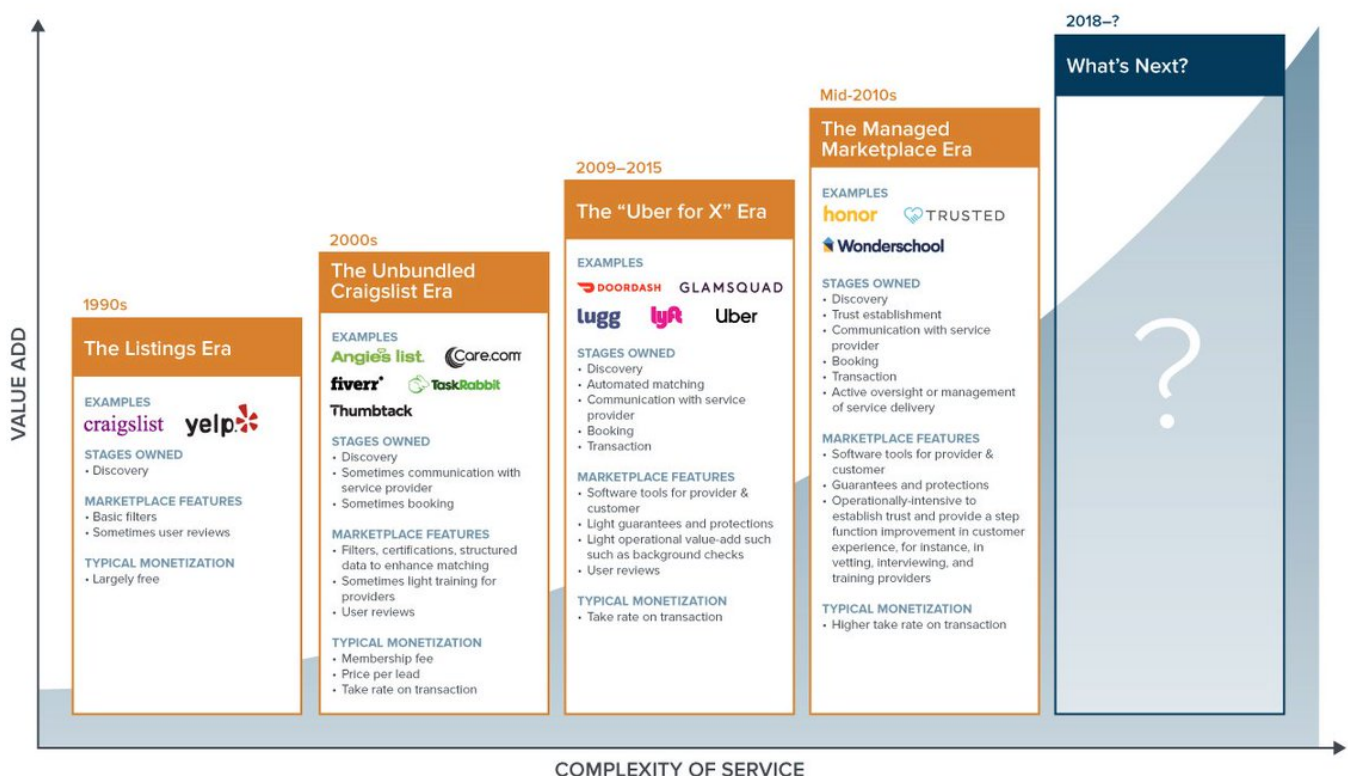 VALUE ADD
1990s
The Listings Era
EXAMPLES
craigslist yelp
STAGES OWNED
• Discovery
MARKETPLACE FEATURES
• Basic filters
• Sometimes user reviews
TYPICAL MONETIZATION
• Largely free
2000s
The Unbundled
Craigslist Era
EXAMPLES
Angie's list. Care.com
fiverr TaskRabbit
Thumbtack
STAGES OWNED
• Discovery
• Sometimes communication with
service provider
• Sometimes booking
MARKETPLACE FEATURES
• Filters, certifications, structured
data to enhance matching
• Sometimes light training for
providers
• User reviews
TYPICAL MONETIZATION
• Membership fee
• Price per lead
• Take rate on transaction
2009–2015
The “Uber for X” Era
EXAMPLES
DOORDASH GLAMSQUAD
lugg lyft Uber
STAGES OWNED
• Discovery
• Automated matching
• Communication with service
provider
• Booking
• Transaction
MARKETPLACE FEATURES
• Software tools for provider &
customer
• Light guarantees and protections
• Light operational value-add such
such as background checks
• User reviews
TYPICAL MONETIZATION
• Take rate on transaction
Mid-2010s
The Managed
Marketplace Era
EXAMPLES
honor TRUSTED
Wonderschool
STAGES OWNED
• Discovery
• Trust establishment
• Communication with service
provider
• Booking
• Transaction
• Active oversight or management
of service delivery
MARKETPLACE FEATURES
• Software tools for provider &
customer
• Guarantees and protections
• Operationally-intensive to
establish trust and provide a step
function improvement in customer
experience, for instance, in
vetting, interviewing, and
training providers
TYPICAL MONETIZATION
• Higher take rate on transaction
2018–?
What’s Next?
?
COMPLEXITY OF SERVICE